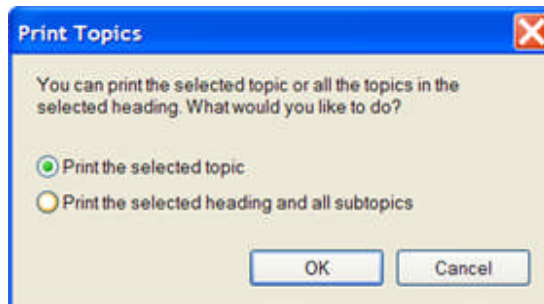 Print Topics
You can print the selected topic or all the topics in the
selected heading. What would you like to do?
Print the selected topic
Print the selected heading and all subtopics
OK
Cancel